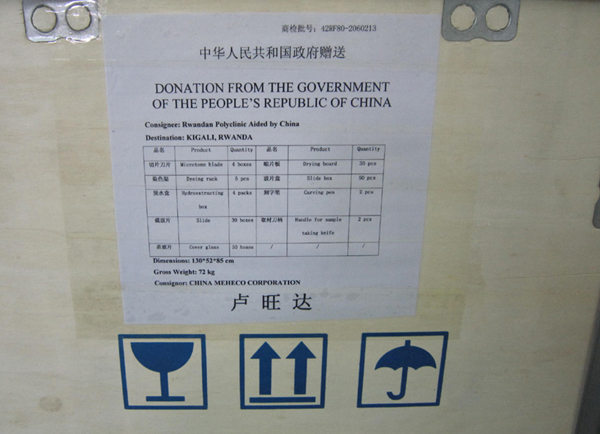 商检批号: 42RF80-2060213
中华人民共和国政府赠送
DONATION FROM THE GOVERNMENT
OF THE PEOPLE'S REPUBLIC OF CHINA
Consignee: Rwandan Polyclinic Aided by China
Destination: KIGALI, RWANDA
品名 Product Quantity 品名 Product Quantity
切片刀片 Microtome blade 4 boxes 晾片板 Drying board 20 pcs
染色架 Dexing rack 5 pcs 载片盒 Slide box 90 pcs
脱水盒 Hydroextracting box 4 packs 刻字笔 Carving pen 2 pcs
载玻片 Slide 30 boxes 取材刀柄 Handle for sample taking knife 2 pcs
盖玻片 Cover glass 30 boxes / / /
Dimensions: 130*52*85 cm
Gross Weight: 72 kg
Consignor: CHINA MEHECO CORPORATION
卢旺达